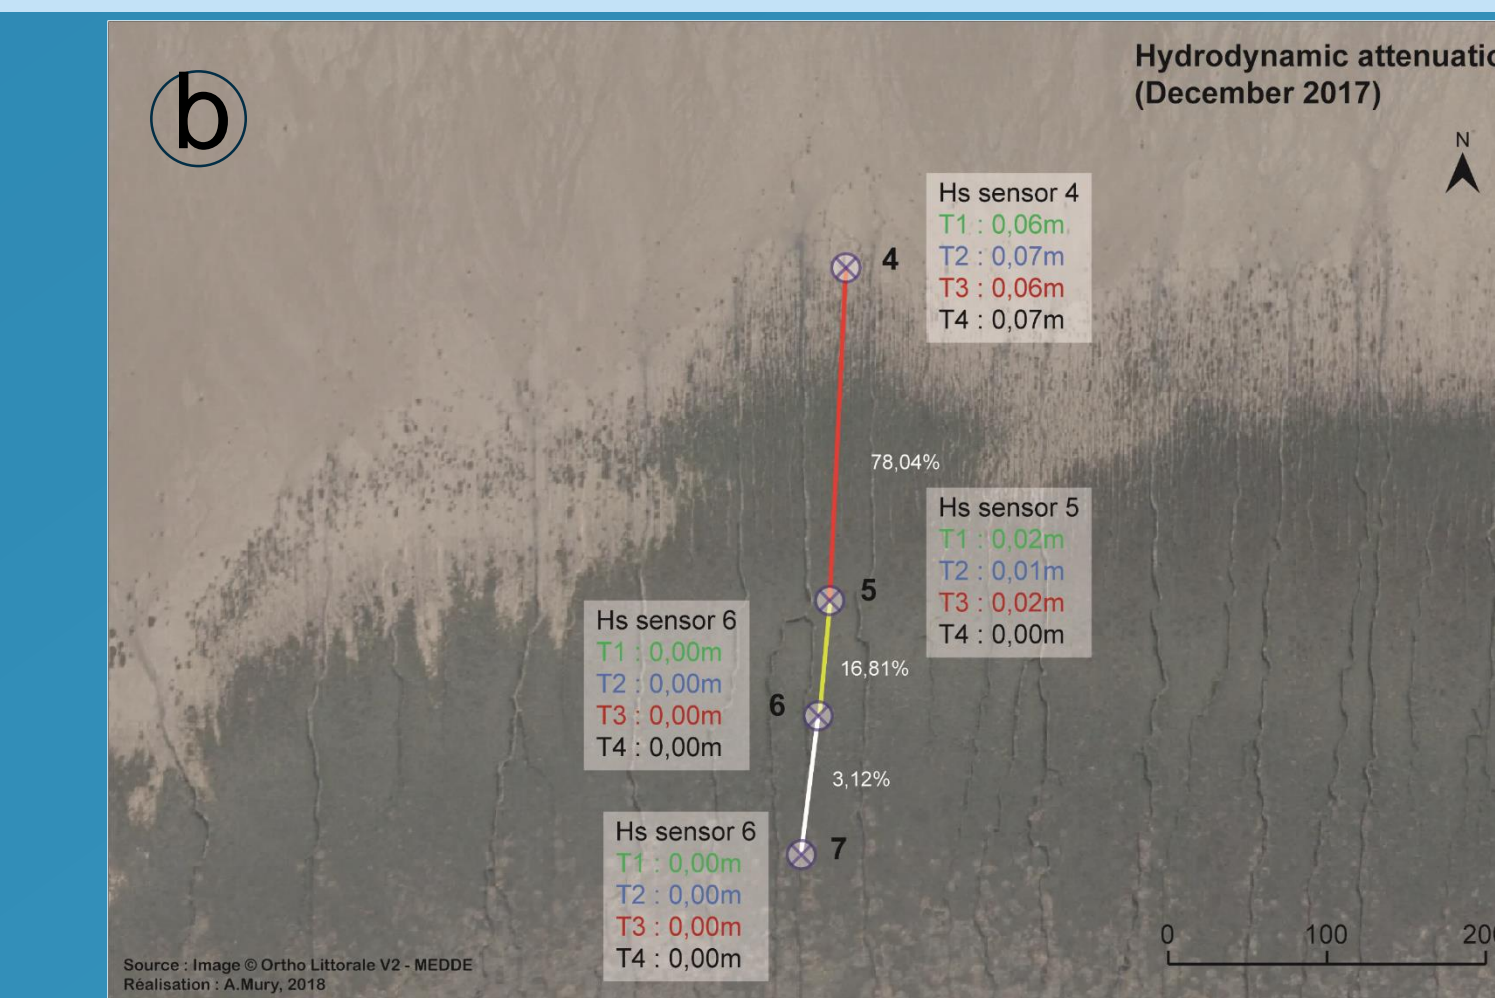 b
Hydrodynamic attenuatio
(December 2017)
N
Hs sensor 4
T1 : 0,06m
T2 : 0,07m
T3 : 0,06m
T4 : 0,07m
4
78,04%
Hs sensor 5
T1 : 0,02m
T2 : 0,01m
T3 : 0,02m
T4 : 0,00m
5
Hs sensor 6
T1 : 0,00m
T2 : 0,00m
T3 : 0,00m
T4 : 0,00m
16,81%
6
3,12%
Hs sensor 6
T1 : 0,00m
T2 : 0,00m
T3 : 0,00m
T4 : 0,00m
7
0 100 200
Source : Image © Ortho Littorale V2 - MEDDE
Réalisation : A.Mury, 2018